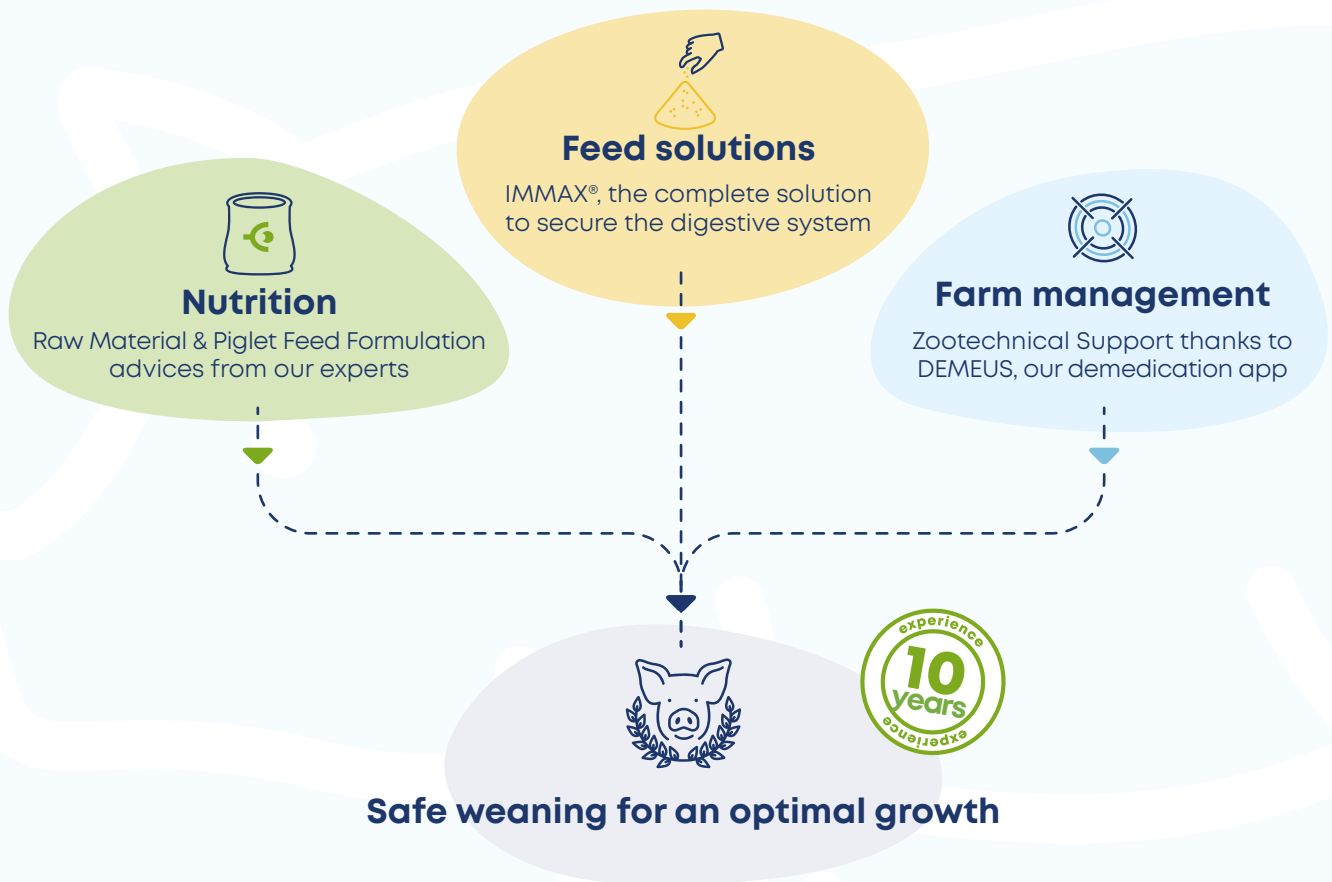 Feed solutions
IMMAX®, the complete solution
to secure the digestive system
Nutrition
Raw Material & Piglet Feed Formulation
advices from our experts
Farm management
Zootechnical Support thanks to
DEMEUS, our demedication app
experience
10
years
experience
Safe weaning for an optimal growth